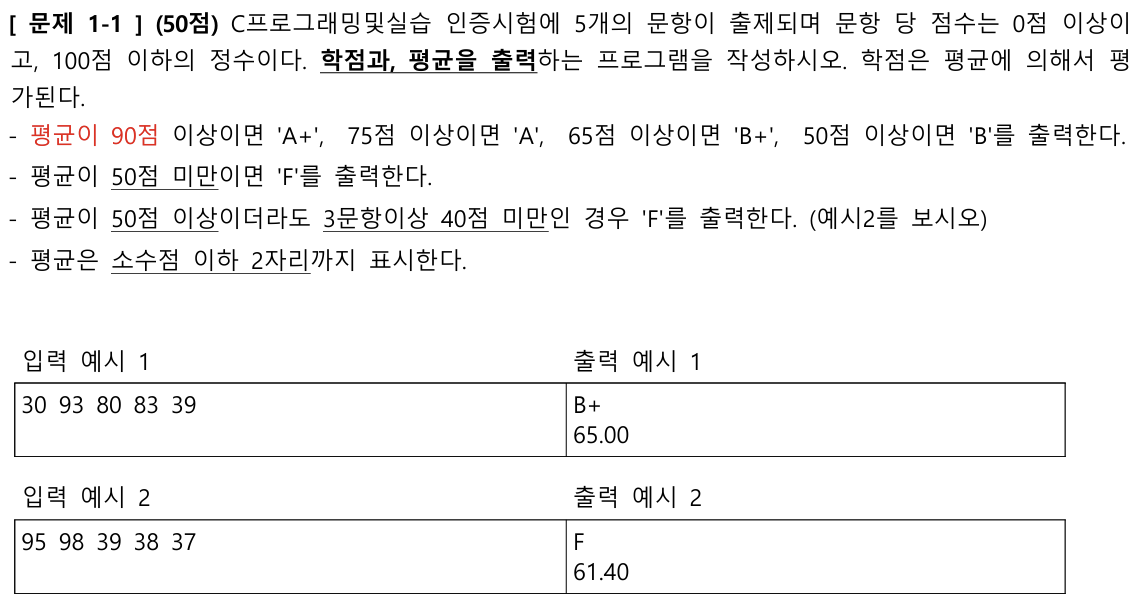 [ 문제 1-1 ] (50점) C프로그래밍및실습 인증시험에 5개의 문항이 출제되며 문항 당 점수는 0점 이상이
고, 100점 이하의 정수이다. 학점과, 평균을 출력하는 프로그램을 작성하시오. 학점은 평균에 의해서 평
가된다.
- 평균이 90점 이상이면 'A+', 75점 이상이면 'A', 65점 이상이면 'B+', 50점 이상이면 'B'를 출력한다.
- 평균이 50점 미만이면 'F'를 출력한다.
- 평균이 50점 이상이더라도 3문항이상 40점 미만인 경우 'F'를 출력한다. (예시2를 보시오)
- 평균은 소수점 이하 2자리까지 표시한다.
입력 예시 1 출력 예시 1
30 93 80 83 39 B+
65.00
입력 예시 2 출력 예시 2
95 98 39 38 37 F
61.40